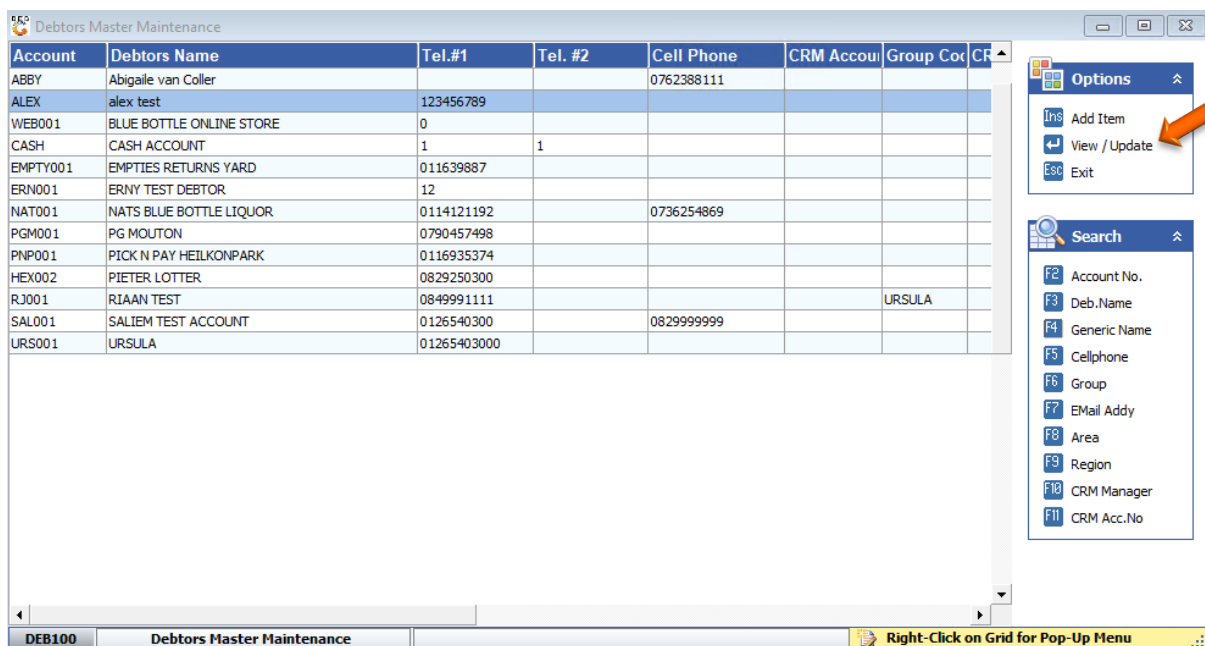 Debtors Master Maintenance
Account Debtors Name Tel.#1 Tel. #2 Cell Phone CRM Accou Group Co CR
ABBY Abigaile van Coller 0762388111
ALEX alex test 123456789
WEB001 BLUE BOTTLE ONLINE STORE 0
CASH CASH ACCOUNT 1 1
EMPTY001 EMPTIES RETURNS YARD 011639887
ERN001 ERNY TEST DEBTOR 12
NAT001 NATS BLUE BOTTLE LIQUOR 0114121192 0736254869
PGM001 PG MOUTON 0790457498
PNP001 PICK N PAY HEILKONPARK 0116935374
HEX002 PIETER LOTTER 0829250300
RJ001 RIAAN TEST 0849991111 URSULA
SAL001 SALIEM TEST ACCOUNT 0126540300 0829999999
URS001 URSULA 01265403000
Options
Ins Add Item
View / Update
Esc Exit
Search
F2 Account No.
F3 Deb.Name
F4 Generic Name
F5 Cellphone
F6 Group
F7 EMail Addy
F8 Area
F9 Region
F10 CRM Manager
F11 CRM Acc.No
DEB100 Debtors Master Maintenance Right-Click on Grid for Pop-Up Menu